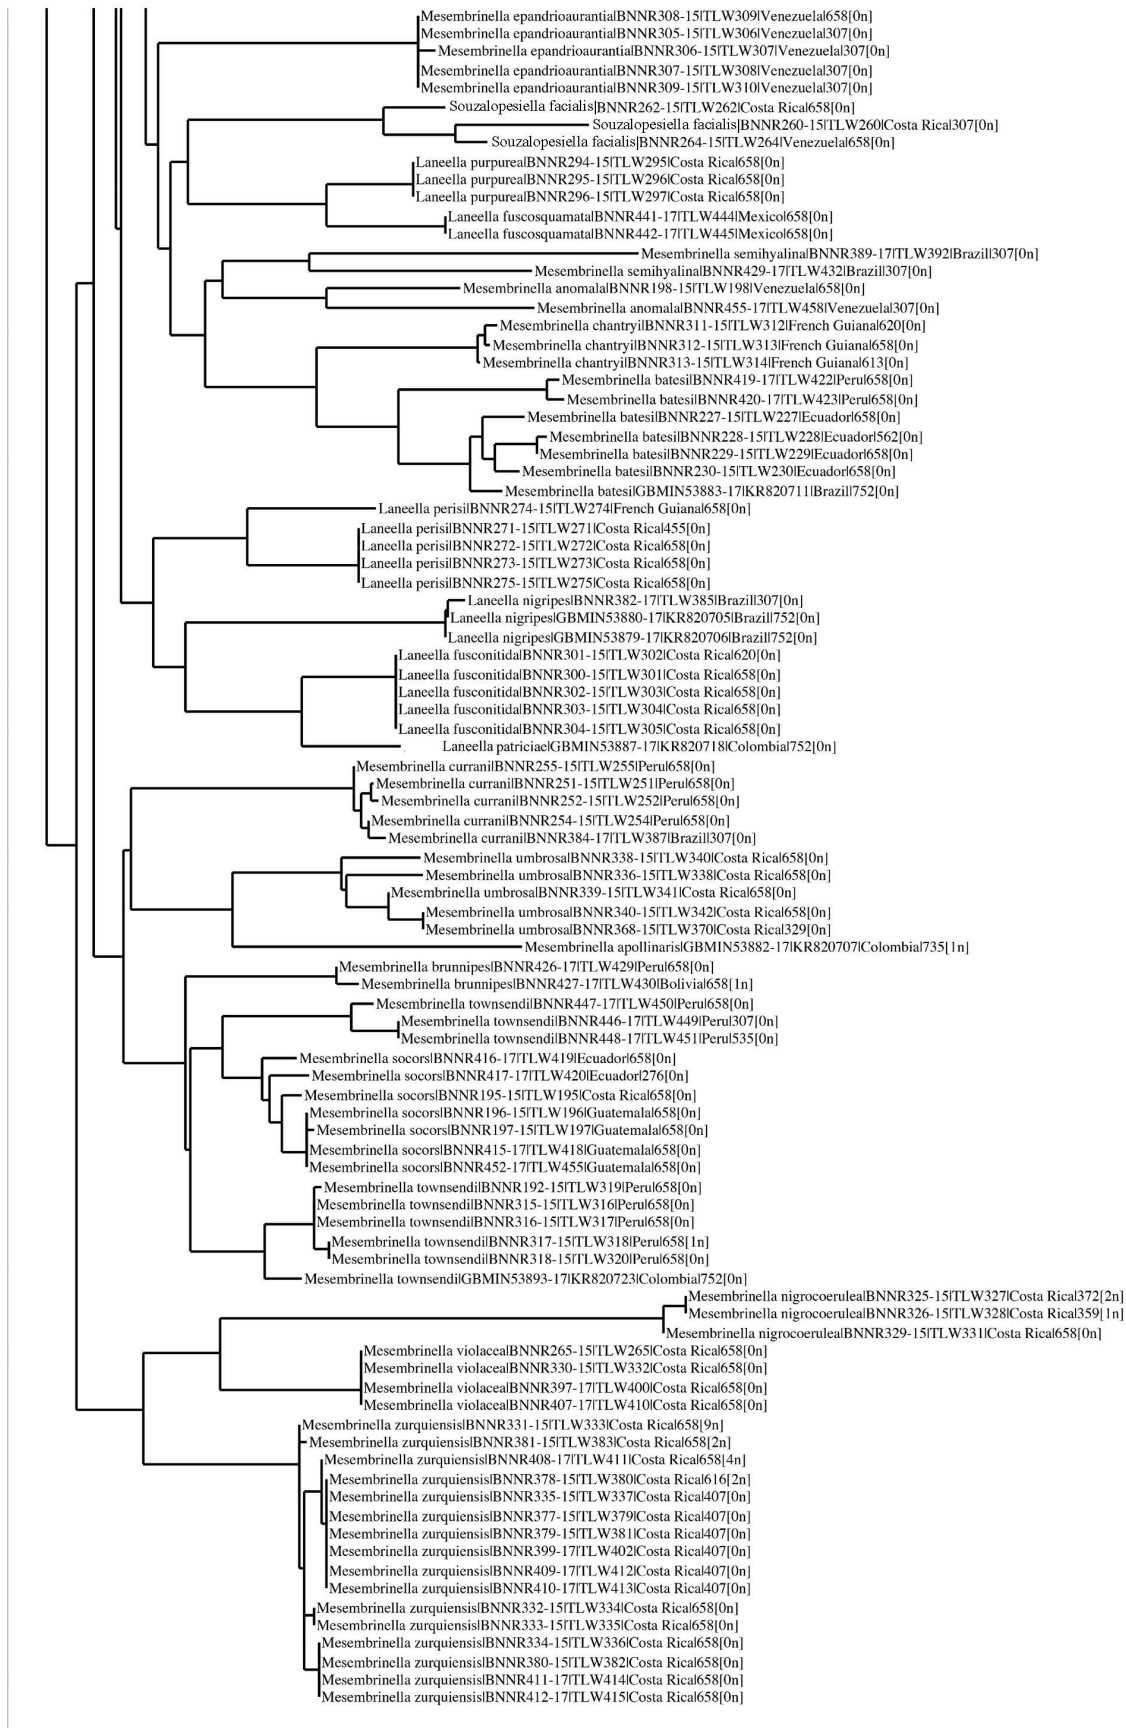 Mesembrinella epandrioaurantia|BNNR308-15|TLW309|Venezuela|658[0n]
Mesembrinella epandrioaurantia|BNNR305-15|TLW306|Venezuela|307[0n]
Mesembrinella epandrioaurantia|BNNR306-15|TLW307|Venezuela|307[0n]
Mesembrinella epandrioaurantia|BNNR307-15|TLW308|Venezuela|307[0n]
Mesembrinella epandrioaurantia|BNNR309-15|TLW310|Venezuela|307[0n]
Souzalopesiella facialis|BNNR262-15|TLW262|Costa Rica|658[0n]
Souzalopesiella facialis|BNNR260-15|TLW260|Costa Rica|307[0n]
Souzalopesiella facialis|BNNR264-15|TLW264|Venezuela|658[0n]
Laneella purpurea|BNNR294-15|TLW295|Costa Rica|658[0n]
Laneella purpurea|BNNR295-15|TLW296|Costa Rica|658[0n]
Laneella purpurea|BNNR296-15|TLW297|Costa Rica|658[0n]
Laneella fuscosquamata|BNNR441-17|TLW444|Mexico|658[0n]
Laneella fuscosquamata|BNNR442-17|TLW445|Mexico|658[0n]
Mesembrinella semihyalina|BNNR389-17|TLW392|Brazil|307[0n]
Mesembrinella semihyalina|BNNR429-17|TLW432|Brazil|307[0n]
Mesembrinella anomala|BNNR198-15|TLW198|Venezuela|658[0n]
Mesembrinella anomala|BNNR455-17|TLW458|Venezuela|307[0n]
Mesembrinella chantryi|BNNR311-15|TLW312|French Guiana|620[0n]
Mesembrinella chantryi|BNNR312-15|TLW313|French Guiana|658[0n]
Mesembrinella chantryi|BNNR313-15|TLW314|French Guiana|613[0n]
Mesembrinella batesi|BNNR419-17|TLW422|Peru|658[0n]
Mesembrinella batesi|BNNR420-17|TLW423|Peru|658[0n]
Mesembrinella batesi|BNNR227-15|TLW227|Ecuador|658[0n]
Mesembrinella batesi|BNNR228-15|TLW228|Ecuador|562[0n]
Mesembrinella batesi|BNNR229-15|TLW229|Ecuador|658[0n]
Mesembrinella batesi|BNNR230-15|TLW230|Ecuador|658[0n]
Mesembrinella batesi|GBMIN53883-17|KR820711|Brazil|752[0n]
Laneella perisi|BNNR274-15|TLW274|French Guiana|658[0n]
Laneella perisi|BNNR271-15|TLW271|Costa Rica|455[0n]
Laneella perisi|BNNR272-15|TLW272|Costa Rica|658[0n]
Laneella perisi|BNNR273-15|TLW273|Costa Rica|658[0n]
Laneella perisi|BNNR275-15|TLW275|Costa Rica|658[0n]
Laneella nigripes|BNNR382-17|TLW385|Brazil|307[0n]
Laneella nigripes|GBMIN53880-17|KR820705|Brazil|752[0n]
Laneella nigripes|GBMIN53879-17|KR820706|Brazil|752[0n]
Laneella fusconitida|BNNR301-15|TLW302|Costa Rica|620[0n]
Laneella fusconitida|BNNR300-15|TLW301|Costa Rica|658[0n]
Laneella fusconitida|BNNR302-15|TLW303|Costa Rica|658[0n]
Laneella fusconitida|BNNR303-15|TLW304|Costa Rica|658[0n]
Laneella fusconitida|BNNR304-15|TLW305|Costa Rica|658[0n]
Laneella patriciae|GBMIN53887-17|KR820718|Colombia|752[0n]
Mesembrinella currani|BNNR255-15|TLW255|Peru|658[0n]
Mesembrinella currani|BNNR251-15|TLW251|Peru|658[0n]
Mesembrinella currani|BNNR252-15|TLW252|Peru|658[0n]
Mesembrinella currani|BNNR254-15|TLW254|Peru|658[0n]
Mesembrinella currani|BNNR384-17|TLW387|Brazil|307[0n]
Mesembrinella umbrosa|BNNR338-15|TLW340|Costa Rica|658[0n]
Mesembrinella umbrosa|BNNR336-15|TLW338|Costa Rica|658[0n]
Mesembrinella umbrosa|BNNR339-15|TLW341|Costa Rica|658[0n]
Mesembrinella umbrosa|BNNR340-15|TLW342|Costa Rica|658[0n]
Mesembrinella umbrosa|BNNR368-15|TLW370|Costa Rica|329[0n]
Mesembrinella apollinaris|GBMIN53882-17|KR820707|Colombia|735[1n]
Mesembrinella brunnipes|BNNR426-17|TLW429|Peru|658[0n]
Mesembrinella brunnipes|BNNR427-17|TLW430|Bolivia|658[1n]
Mesembrinella townsendi|BNNR447-17|TLW450|Peru|658[0n]
Mesembrinella townsendi|BNNR446-17|TLW449|Peru|307[0n]
Mesembrinella townsendi|BNNR448-17|TLW451|Peru|535[0n]
Mesembrinella socors|BNNR416-17|TLW419|Ecuador|658[0n]
Mesembrinella socors|BNNR417-17|TLW420|Ecuador|276[0n]
Mesembrinella socors|BNNR195-15|TLW195|Costa Rica|658[0n]
Mesembrinella socors|BNNR196-15|TLW196|Guatemala|658[0n]
Mesembrinella socors|BNNR197-15|TLW197|Guatemala|658[0n]
Mesembrinella socors|BNNR415-17|TLW418|Guatemala|658[0n]
Mesembrinella socors|BNNR452-17|TLW455|Guatemala|658[0n]
Mesembrinella townsendi|BNNR192-15|TLW319|Peru|658[0n]
Mesembrinella townsendi|BNNR315-15|TLW316|Peru|658[0n]
Mesembrinella townsendi|BNNR316-15|TLW317|Peru|658[0n]
Mesembrinella townsendi|BNNR317-15|TLW318|Peru|658[1n]
Mesembrinella townsendi|BNNR318-15|TLW320|Peru|658[0n]
Mesembrinella townsendi|GBMIN53893-17|KR820723|Colombia|752[0n]
Mesembrinella nigrocoerulea|BNNR325-15|TLW327|Costa Rica|372[2n]
Mesembrinella nigrocoerulea|BNNR326-15|TLW328|Costa Rica|359[1n]
Mesembrinella nigrocoerulea|BNNR329-15|TLW331|Costa Rica|658[0n]
Mesembrinella violacea|BNNR265-15|TLW265|Costa Rica|658[0n]
Mesembrinella violacea|BNNR330-15|TLW332|Costa Rica|658[0n]
Mesembrinella violacea|BNNR397-17|TLW400|Costa Rica|658[0n]
Mesembrinella violacea|BNNR407-17|TLW410|Costa Rica|658[0n]
Mesembrinella zurquiensis|BNNR331-15|TLW333|Costa Rica|658[9n]
Mesembrinella zurquiensis|BNNR381-15|TLW383|Costa Rica|658[2n]
Mesembrinella zurquiensis|BNNR408-17|TLW411|Costa Rica|658[4n]
Mesembrinella zurquiensis|BNNR378-15|TLW380|Costa Rica|616[2n]
Mesembrinella zurquiensis|BNNR335-15|TLW337|Costa Rica|407[0n]
Mesembrinella zurquiensis|BNNR377-15|TLW379|Costa Rica|407[0n]
Mesembrinella zurquiensis|BNNR379-15|TLW381|Costa Rica|407[0n]
Mesembrinella zurquiensis|BNNR399-17|TLW402|Costa Rica|407[0n]
Mesembrinella zurquiensis|BNNR409-17|TLW412|Costa Rica|407[0n]
Mesembrinella zurquiensis|BNNR410-17|TLW413|Costa Rica|407[0n]
Mesembrinella zurquiensis|BNNR332-15|TLW334|Costa Rica|658[0n]
Mesembrinella zurquiensis|BNNR333-15|TLW335|Costa Rica|658[0n]
Mesembrinella zurquiensis|BNNR334-15|TLW336|Costa Rica|658[0n]
Mesembrinella zurquiensis|BNNR380-15|TLW382|Costa Rica|658[0n]
Mesembrinella zurquiensis|BNNR411-17|TLW414|Costa Rica|658[0n]
Mesembrinella zurquiensis|BNNR412-17|TLW415|Costa Rica|658[0n]